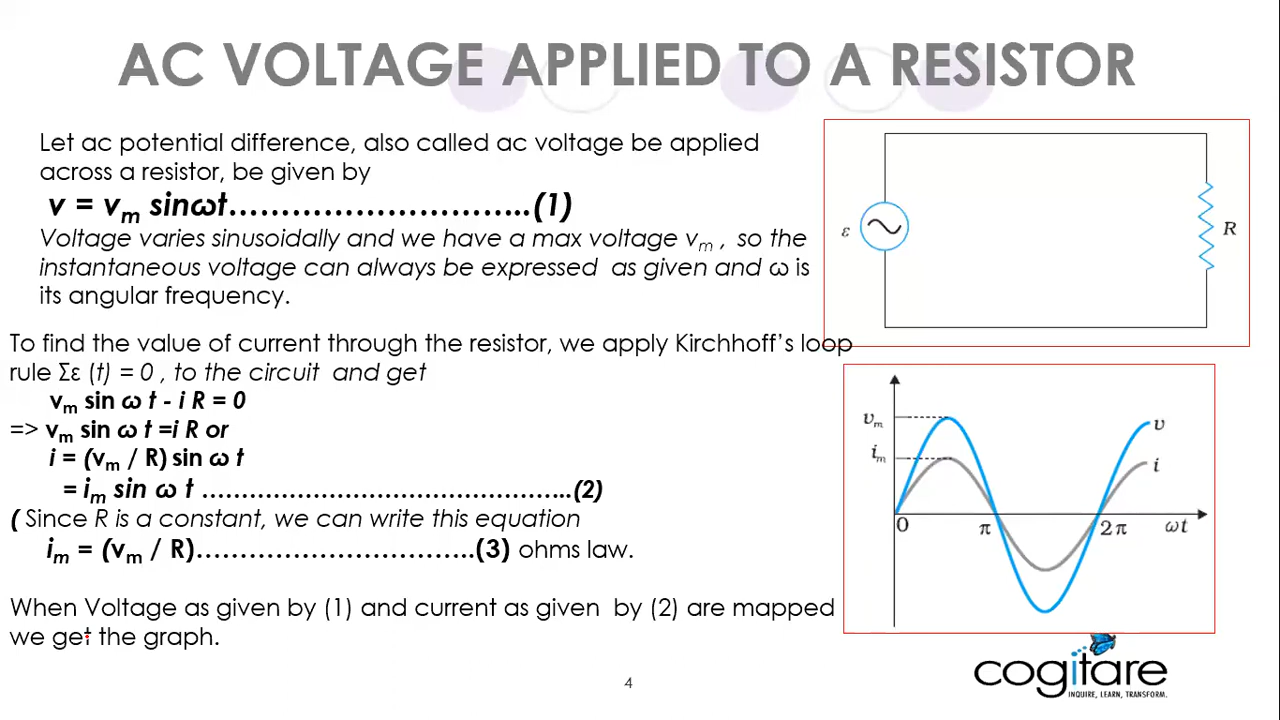 AC VOLTAGE APPLIED TO A RESISTOR
Let ac potential difference, also called ac voltage be applied
across a resistor, be given by
v = vm sinωt………………………….. (1)
Voltage varies sinusoidally and we have a max voltage vm , so the
instantaneous voltage can always be expressed as given and ω is
its angular frequency.
To find the value of current through the resistor, we apply Kirchhoff’s loop
rule Σε (t) = 0 , to the circuit and get
vm sin ω t - i R = 0
=> vm sin ω t =i R or
i = (vm / R) sin ω t
= im sin ω t ………………………………………..(2)
( Since R is a constant, we can write this equation
im = (vm / R)…………………………..(3) ohms law.
When Voltage as given by (1) and current as given by (2) are mapped
we get the graph.
ε
R
vm
im
v
i
0
π
2π
ωt
cogitare
INQUIRE, LEARN, TRANSFORM.
4